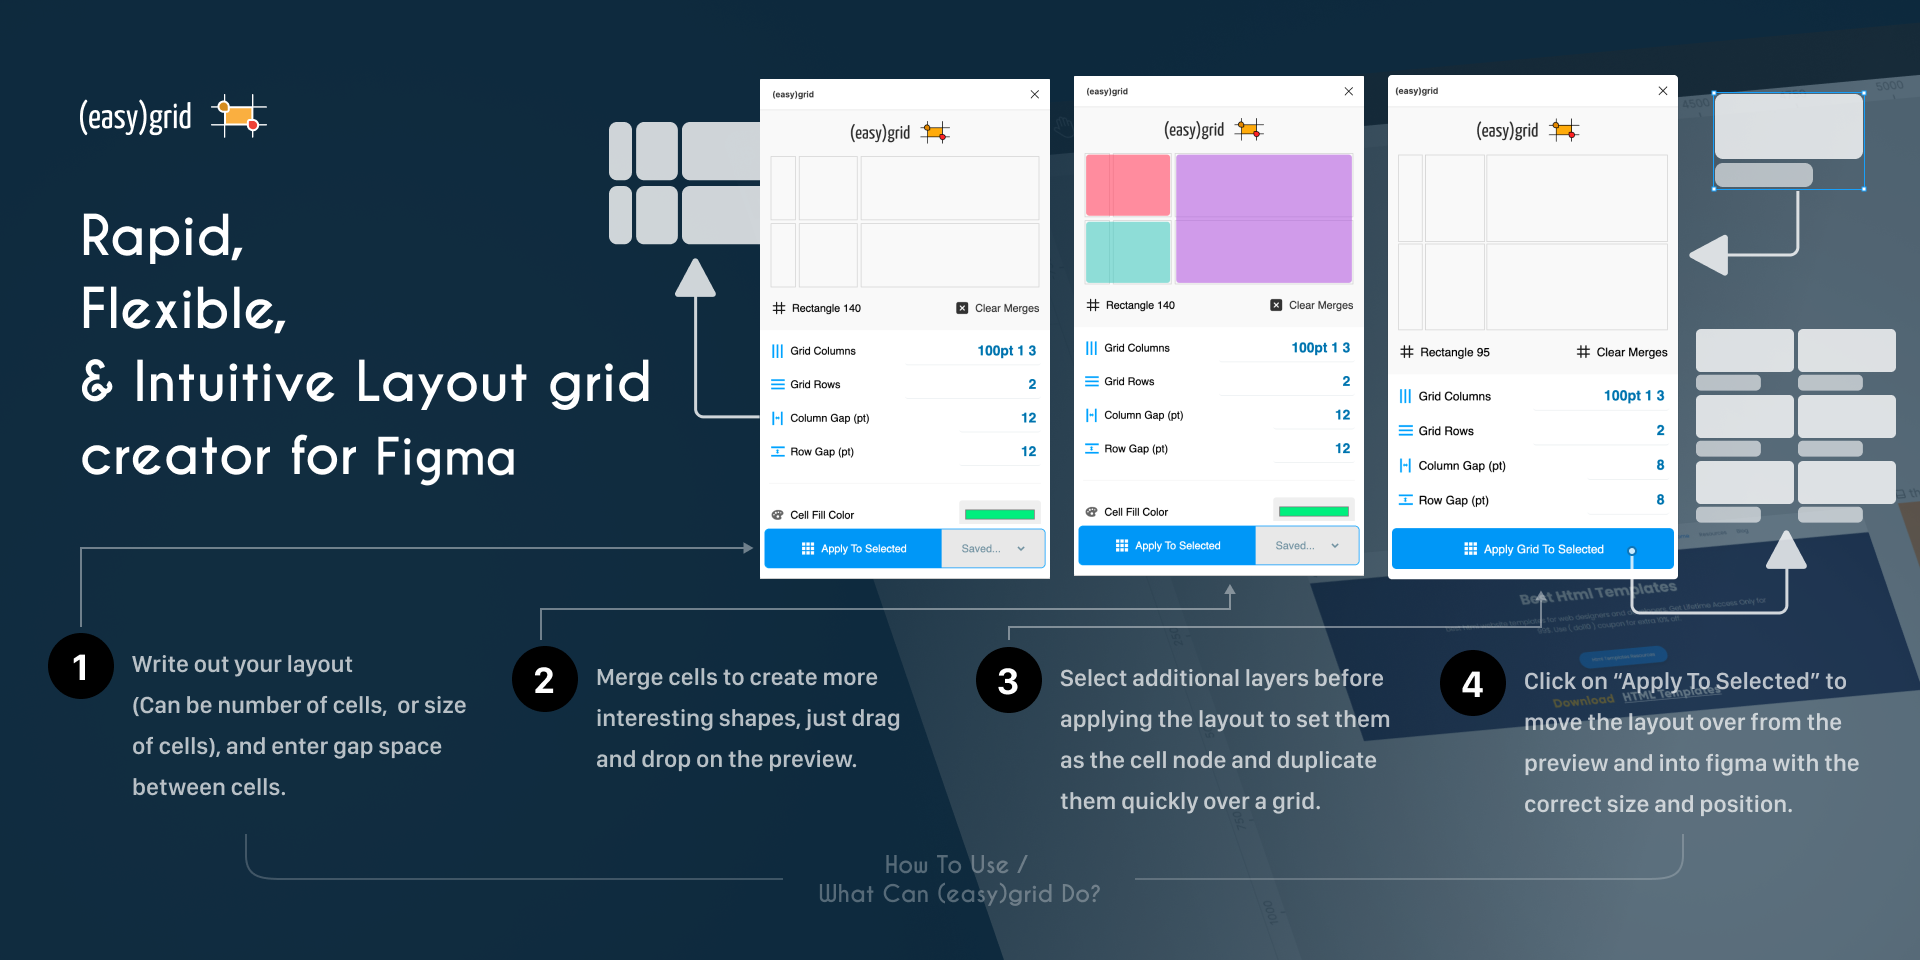 (easy)grid
Rapid,
Flexible,
& Intuitive Layout grid
creator for Figma
(easy)grid
(easy)grid
Rectangle 140
Clear Merges
Grid Columns
100pt 1 3
Grid Rows
2
Column Gap (pt)
12
Row Gap (pt)
12
Cell Fill Color
Apply To Selected
Saved...
(easy)grid
(easy)grid
Rectangle 140
Clear Merges
Grid Columns
100pt 1 3
Grid Rows
2
Column Gap (pt)
12
Row Gap (pt)
12
Cell Fill Color
Apply To Selected
Saved...
(easy)grid
(easy)grid
Rectangle 95
Clear Merges
Grid Columns
100pt 1 3
Grid Rows
2
Column Gap (pt)
8
Row Gap (pt)
8
Apply Grid To Selected
4500
5000
Best Html Templates
Download HTML Templates
1
Write out your layout
(Can be number of cells, or size
of cells), and enter gap space
between cells.
2
Merge cells to create more
interesting shapes, just drag
and drop on the preview.
3
Select additional layers before
applying the layout to set them
as the cell node and duplicate
them quickly over a grid.
4
Click on “Apply To Selected” to
move the layout over from the
preview and into figma with the
correct size and position.
How To Use /
What Can (easy)grid Do?